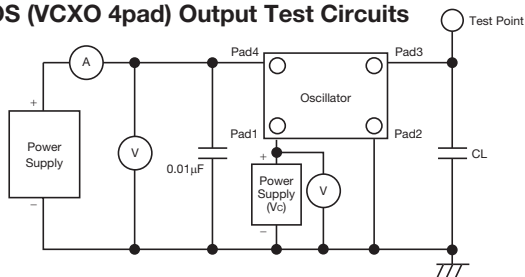 OS (VCXO 4pad) Output Test Circuits
Test Point
A
Pad4
Pad3
Oscillator
+
Power
Supply
−
V
0.01μF
Pad1
Pad2
+
Power
Supply
(Vc)
−
V
CL